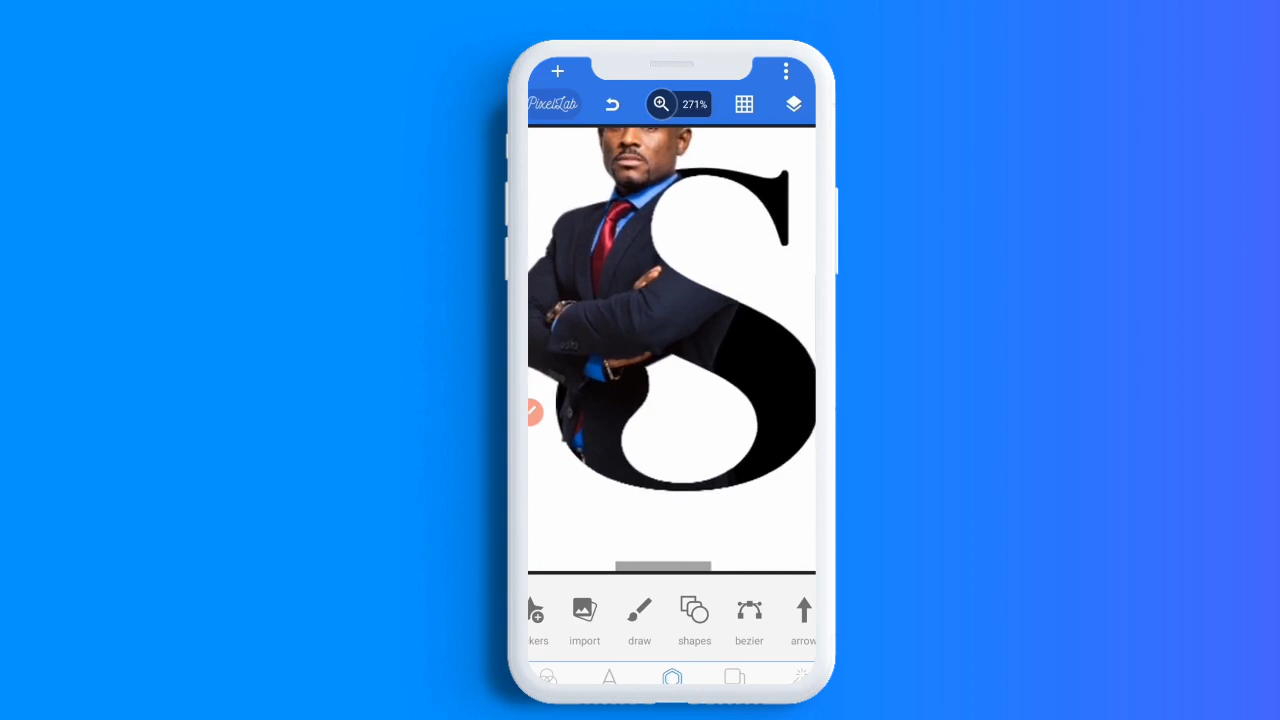 PixelLab
271%
S
kers
import
draw
shapes
bezier
arrow